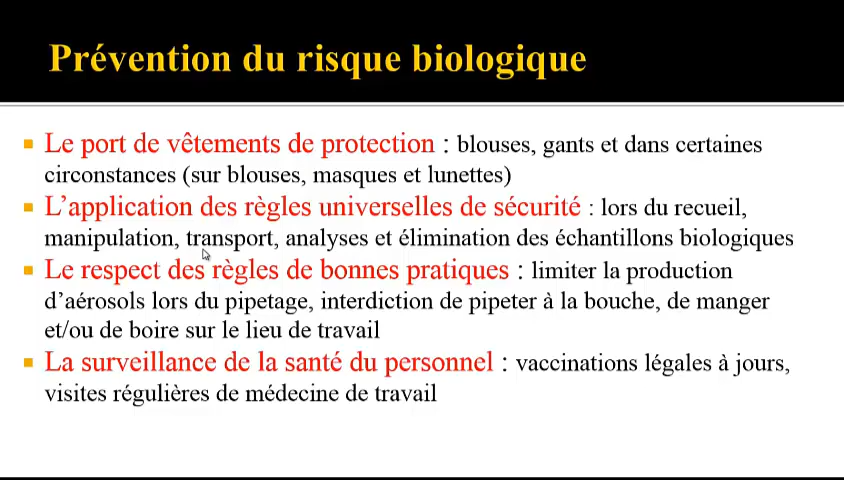 Prévention du risque biologique
Le port de vêtements de protection : blouses, gants et dans certaines
circonstances (sur blouses, masques et lunettes)
L’application des règles universelles de sécurité : lors du recueil,
manipulation, transport, analyses et élimination des échantillons biologiques
Le respect des règles de bonnes pratiques : limiter la production
d’aérosols lors du pipetage, interdiction de pipeter à la bouche, de manger
et/ou de boire sur le lieu de travail
La surveillance de la santé du personnel : vaccinations légales à jours,
visites régulières de médecine de travail